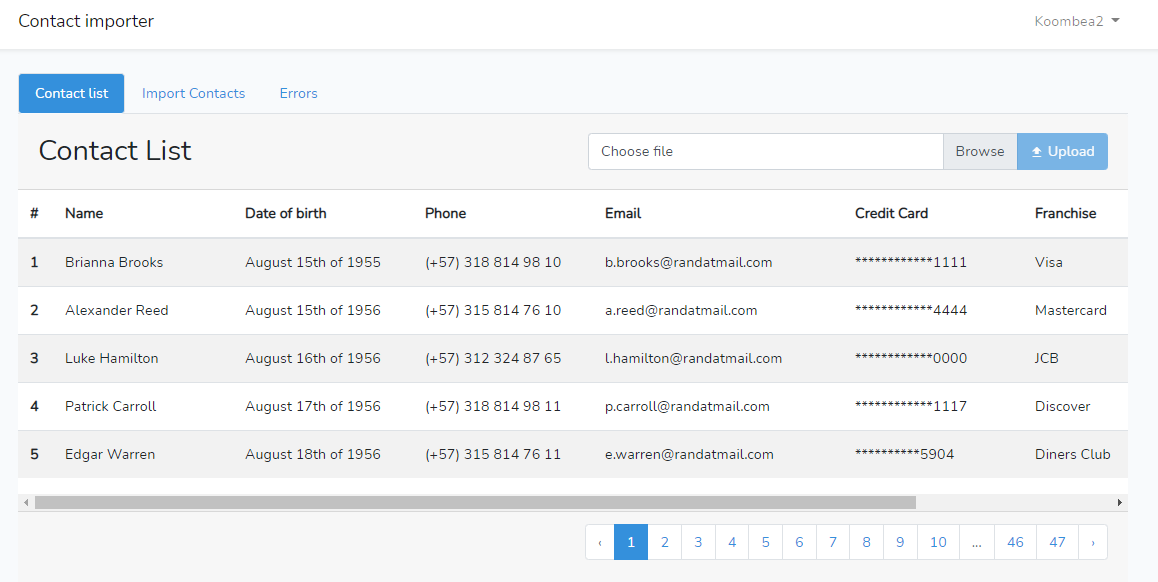 Contact importer Koombea2
Contact list Import Contacts Errors
Contact List Choose file Browse Upload
# Name Date of birth Phone Email Credit Card Franchise
1 Brianna Brooks August 15th of 1955 (+57) 318 814 98 10 b.brooks@randatmail.com ************1111 Visa
2 Alexander Reed August 15th of 1956 (+57) 315 814 76 10 a.reed@randatmail.com ************4444 Mastercard
3 Luke Hamilton August 16th of 1956 (+57) 312 324 87 65 l.hamilton@randatmail.com ************0000 JCB
4 Patrick Carroll August 17th of 1956 (+57) 318 814 98 11 p.carroll@randatmail.com ************1117 Discover
5 Edgar Warren August 18th of 1956 (+57) 315 814 76 11 e.warren@randatmail.com **********5904 Diners Club
‹ 1 2 3 4 5 6 7 8 9 10 ... 46 47 ›